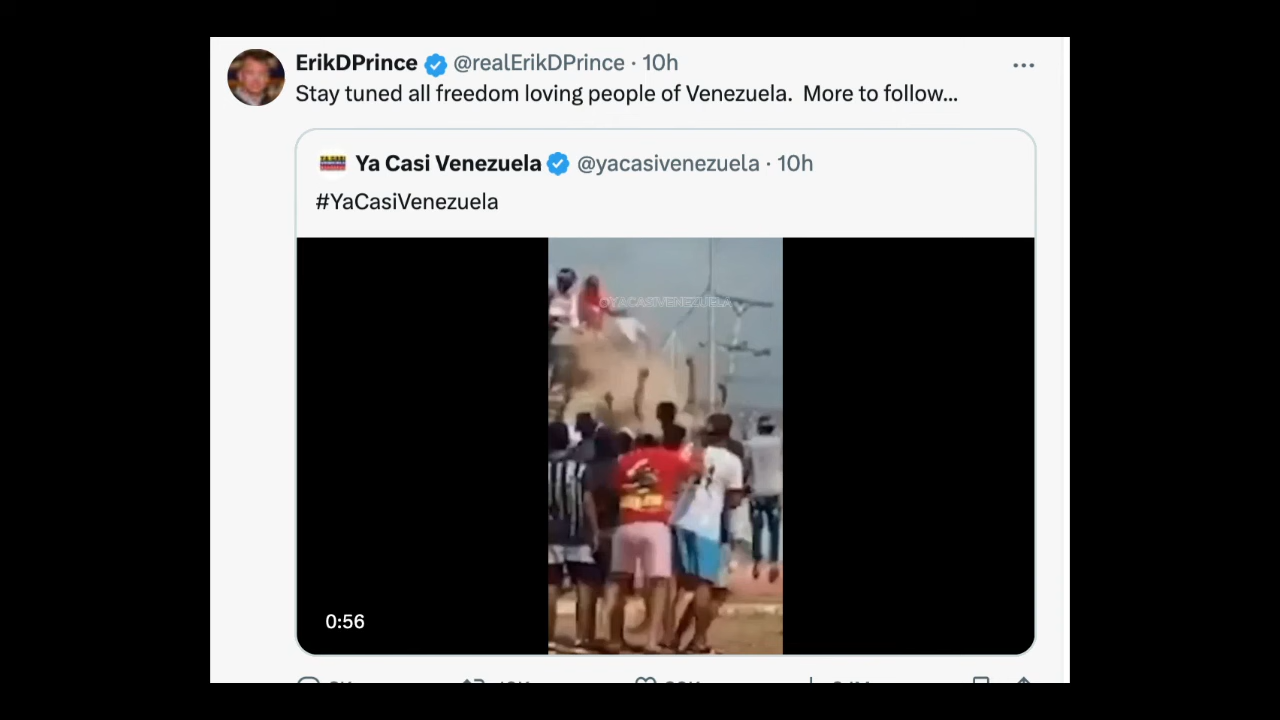 ErikDPrince @realErikDPrince · 10h
Stay tuned all freedom loving people of Venezuela. More to follow...
Ya Casi Venezuela @yacasivenezuela · 10h
#YaCasiVenezuela
@YACASIVENEZUELA
0:56